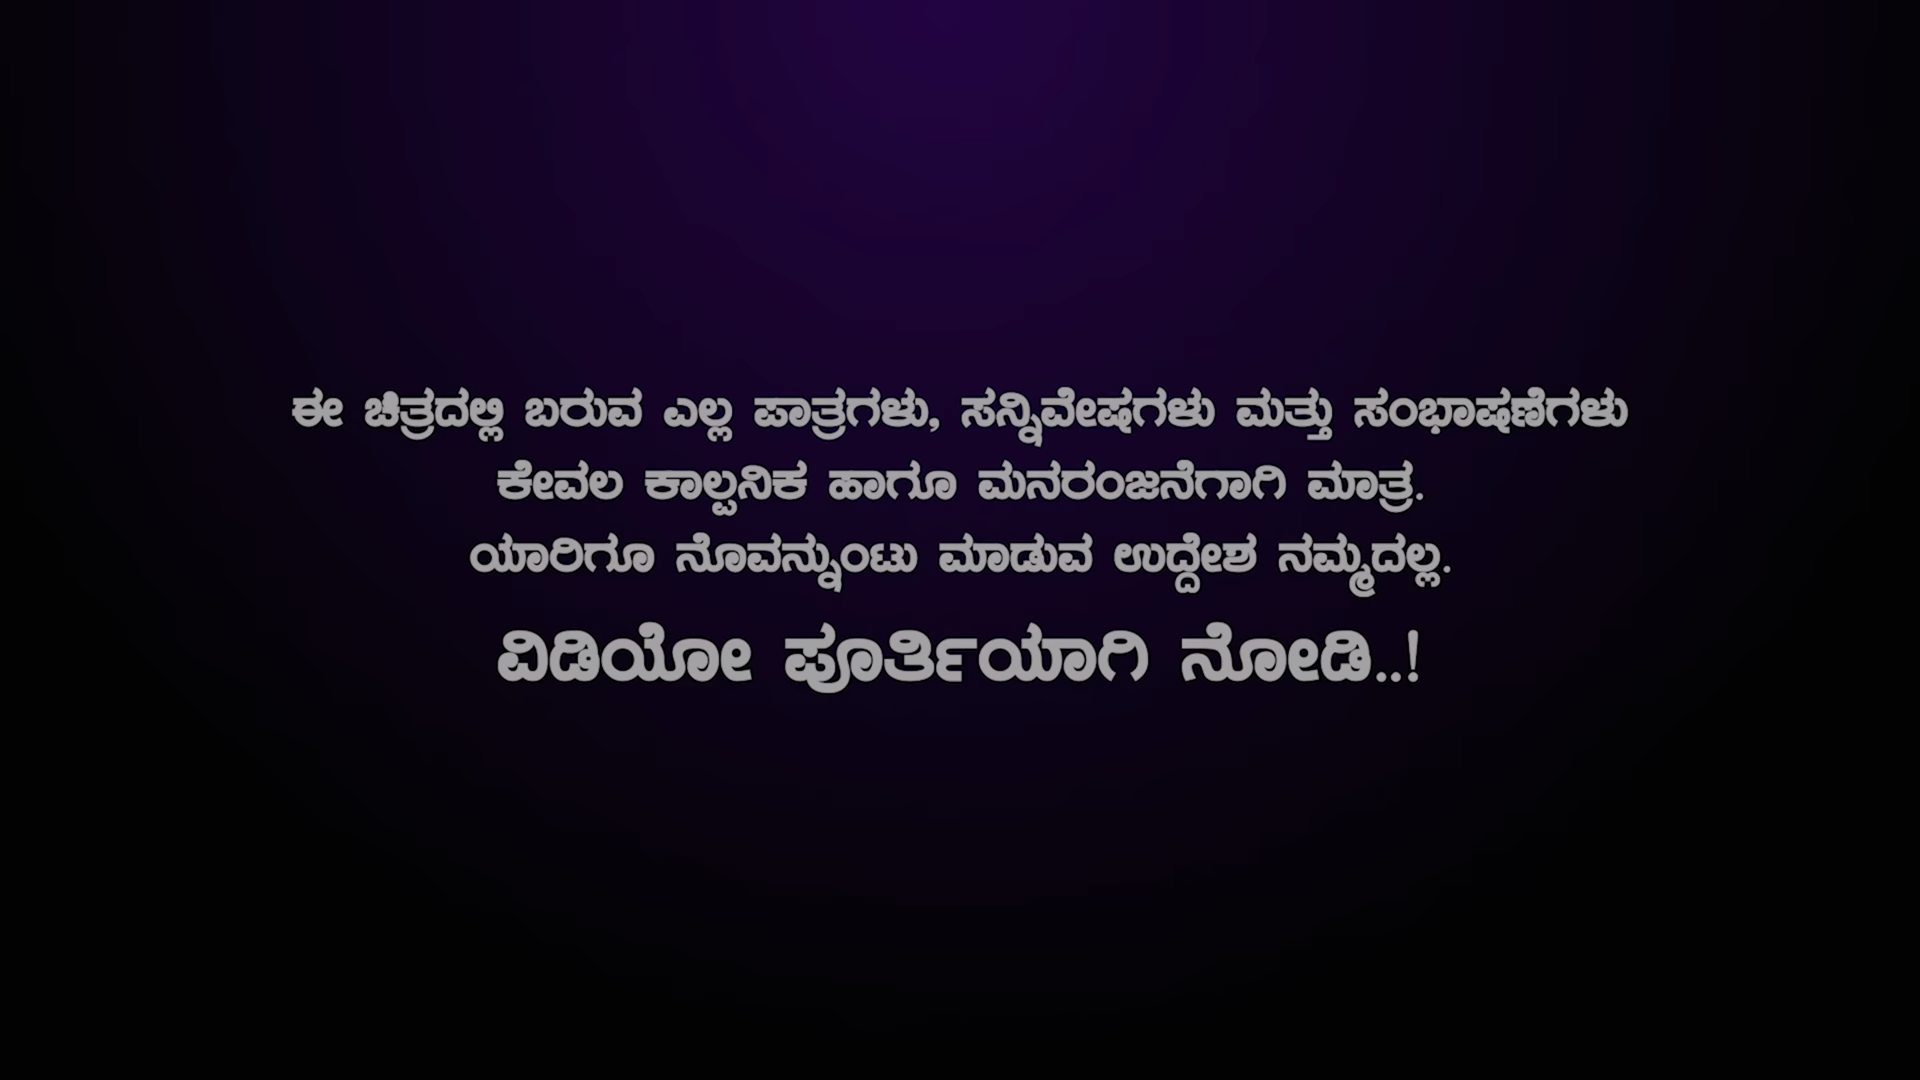 ಈ ಚಿತ್ರದಲ್ಲಿ ಬರುವ ಎಲ್ಲ ಪಾತ್ರಗಳು, ಸನ್ನಿವೇಷಗಳು ಮತ್ತು ಸಂಭಾಷಣೆಗಳು
ಕೇವಲ ಕಾಲ್ಪನಿಕ ಹಾಗೂ ಮನರಂಜನೆಗಾಗಿ ಮಾತ್ರ.
ಯಾರಿಗೂ ನೊವನ್ನುಂಟು ಮಾಡುವ ಉದ್ದೇಶ ನಮ್ಮದಲ್ಲ.
ವಿಡಿಯೋ ಪೂರ್ತಿಯಾಗಿ ನೋಡಿ..!